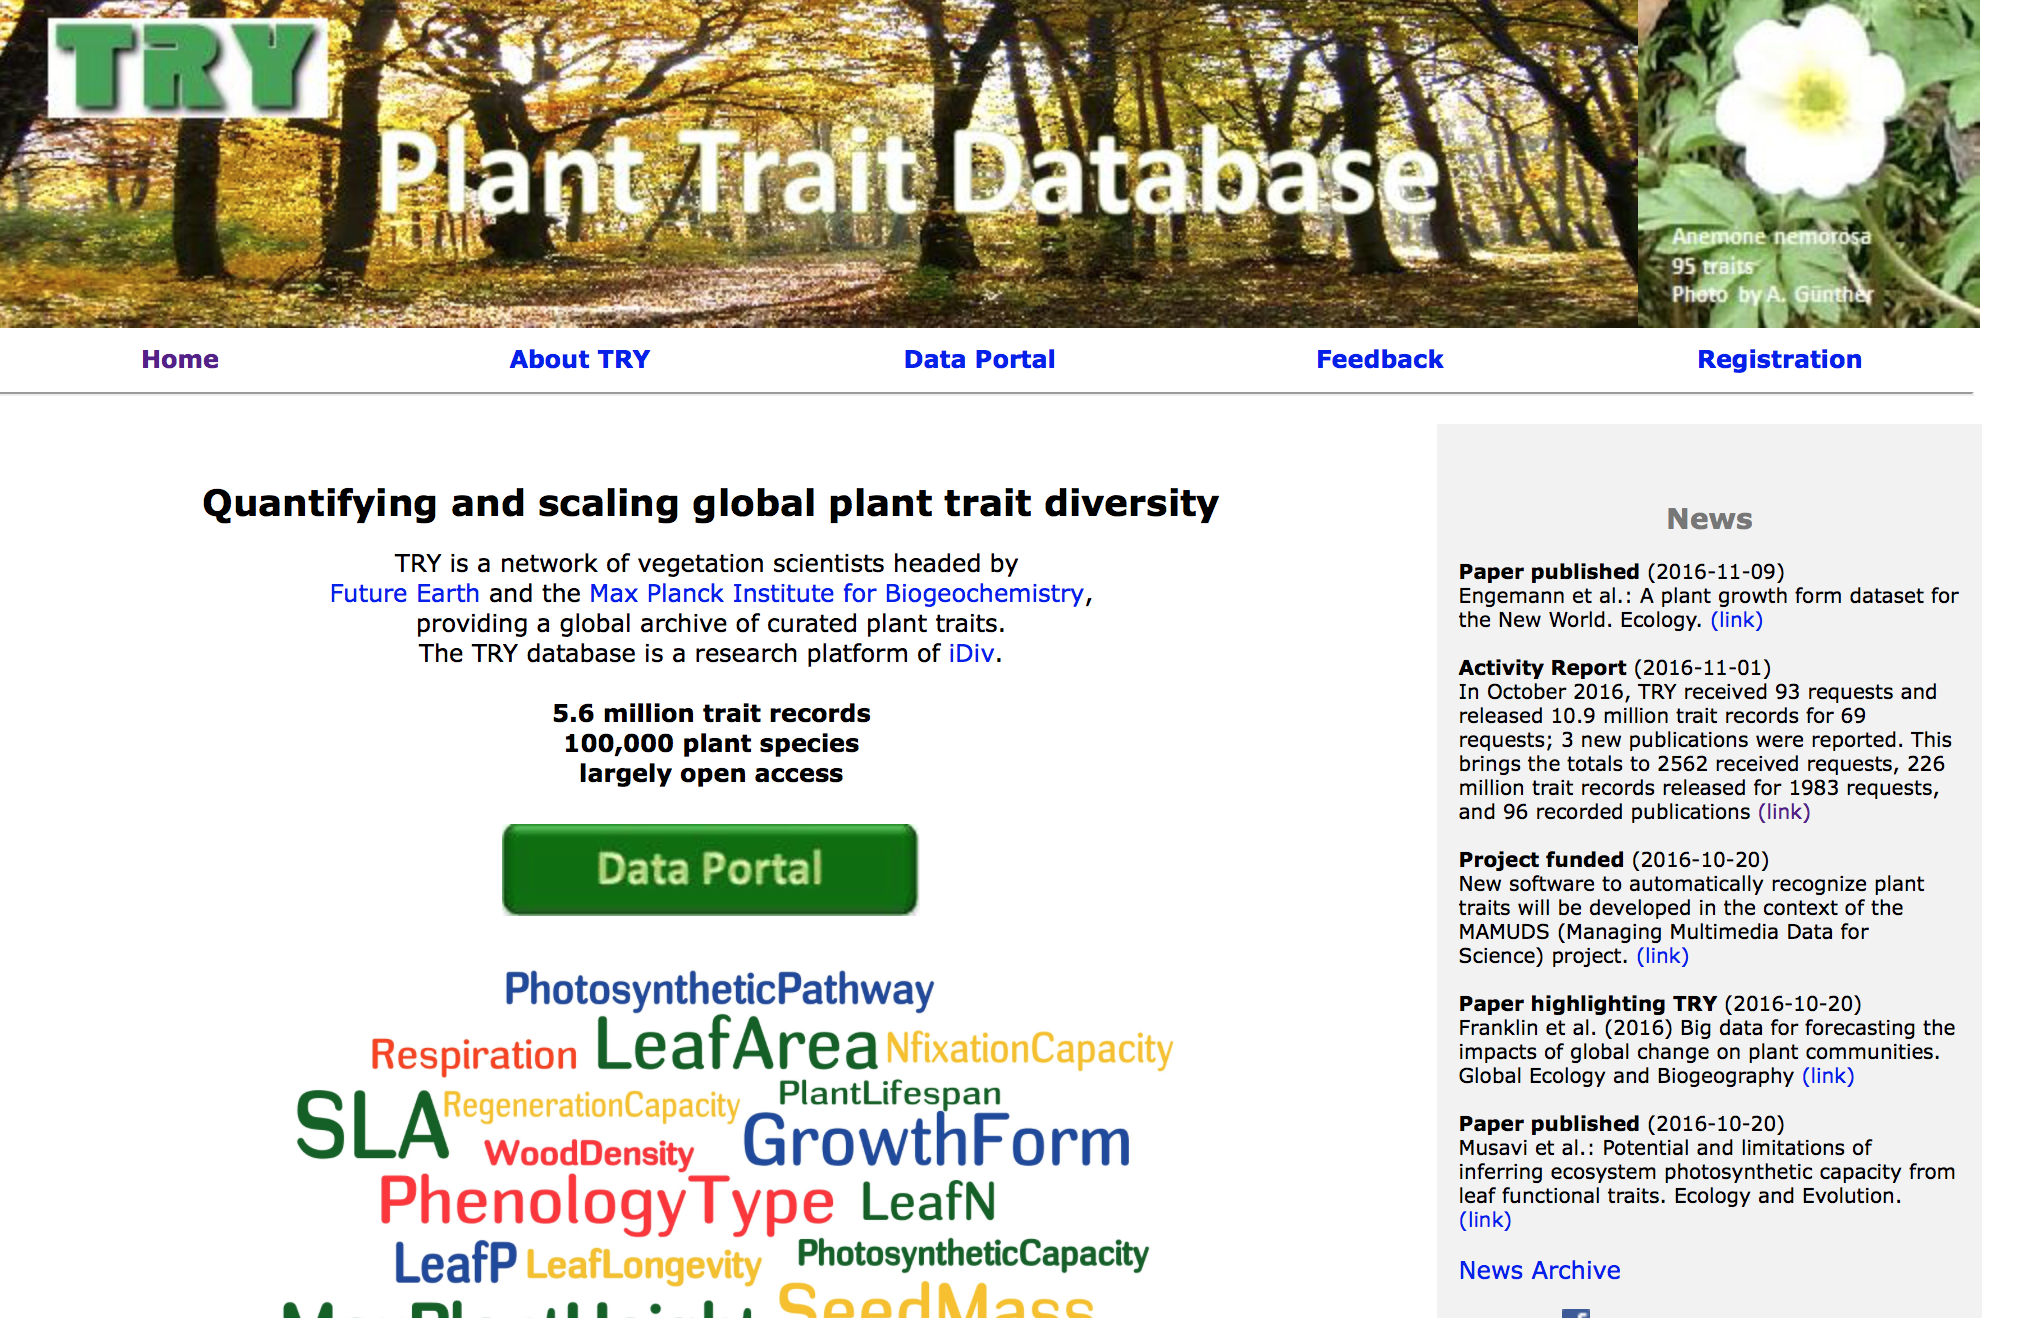 TRY
Plant Trait Database
Anemone nemorosa
95 traits
Photo by A. Günther
Home
About TRY
Data Portal
Feedback
Registration
Quantifying and scaling global plant trait diversity
TRY is a network of vegetation scientists headed by
Future Earth and the Max Planck Institute for Biogeochemistry,
providing a global archive of curated plant traits.
The TRY database is a research platform of iDiv.
5.6 million trait records
100,000 plant species
largely open access
Data Portal
PhotosyntheticPathway
Respiration LeafArea NfixationCapacity
PlantLifespan
SLA RegenerationCapacity
WoodDensity GrowthForm
PhenologyType LeafN
LeafP LeafLongevity PhotosyntheticCapacity
MaxPlantHeight SeedMass
News
Paper published (2016-11-09)
Engemann et al.: A plant growth form dataset for
the New World. Ecology. (link)
Activity Report (2016-11-01)
In October 2016, TRY received 93 requests and
released 10.9 million trait records for 69
requests; 3 new publications were reported. This
brings the totals to 2562 received requests, 226
million trait records released for 1983 requests,
and 96 recorded publications (link)
Project funded (2016-10-20)
New software to automatically recognize plant
traits will be developed in the context of the
MAMUDS (Managing Multimedia Data for
Science) project. (link)
Paper highlighting TRY (2016-10-20)
Franklin et al. (2016) Big data for forecasting the
impacts of global change on plant communities.
Global Ecology and Biogeography (link)
Paper published (2016-10-20)
Musavi et al.: Potential and limitations of
inferring ecosystem photosynthetic capacity from
leaf functional traits. Ecology and Evolution.
(link)
News Archive